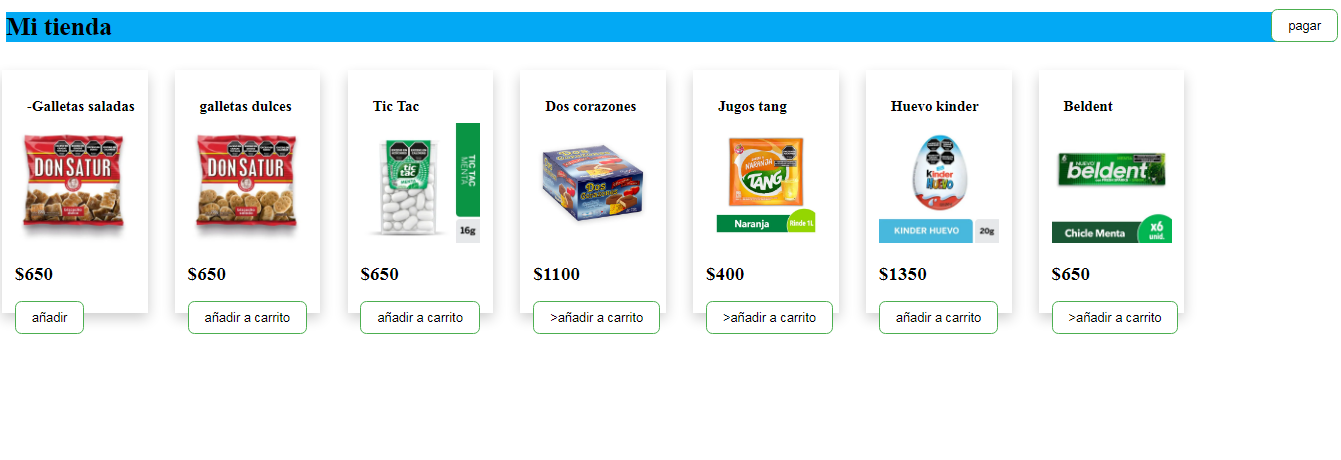 Mi tienda
pagar
-Galletas saladas
galletas dulces
Tic Tac
Dos corazones
Jugos tang
Huevo kinder
Beldent
DON SATUR
DON SATUR
tic tac
TIC TAC
MENTA
16g
DOS
NARANJA
TANG
Naranja
Rinde 1L
Kinder
HUEVO
KINDER HUEVO
20g
NUEVO
beldent
Chicle Menta
x6
unid.
$650
$650
$650
$1100
$400
$1350
$650
añadir
añadir a carrito
añadir a carrito
>añadir a carrito
>añadir a carrito
añadir a carrito
>añadir a carrito